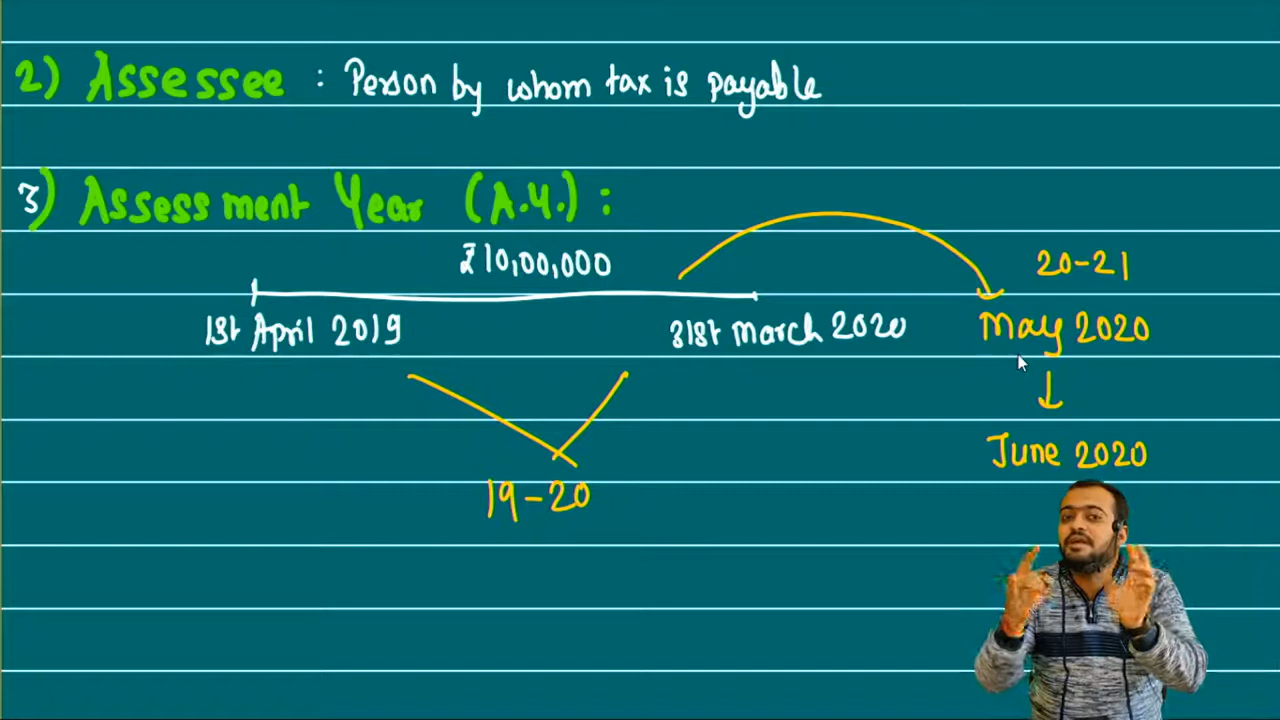 2) Assessee : Person by whom tax is payable
3) Assessment Year (A.Y.) :
₹10,00,000
20-21
1st April 2019
31st March 2020
May 2020
June 2020
19-20